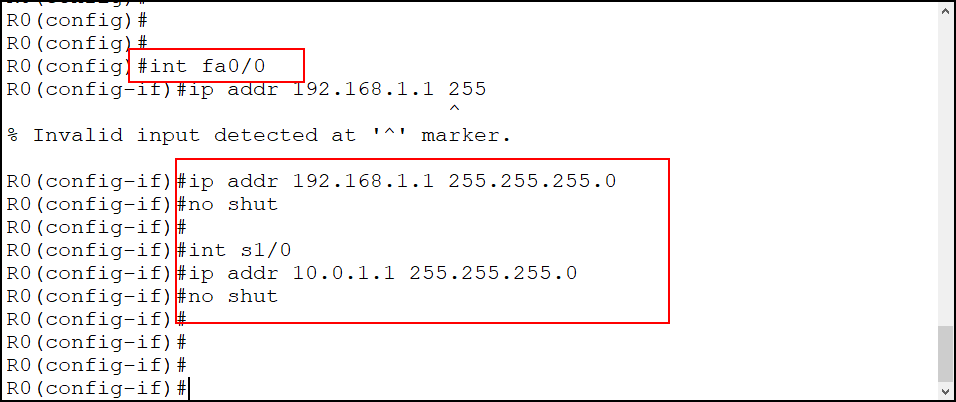 R0(config)#
R0(config)#
R0(config)#int fa0/0
R0(config-if)#ip addr 192.168.1.1 255
^
% Invalid input detected at '^' marker.
R0(config-if)#ip addr 192.168.1.1 255.255.255.0
R0(config-if)#no shut
R0(config-if)#
R0(config-if)#int s1/0
R0(config-if)#ip addr 10.0.1.1 255.255.255.0
R0(config-if)#no shut
R0(config-if)#
R0(config-if)#
R0(config-if)#
R0(config-if)#